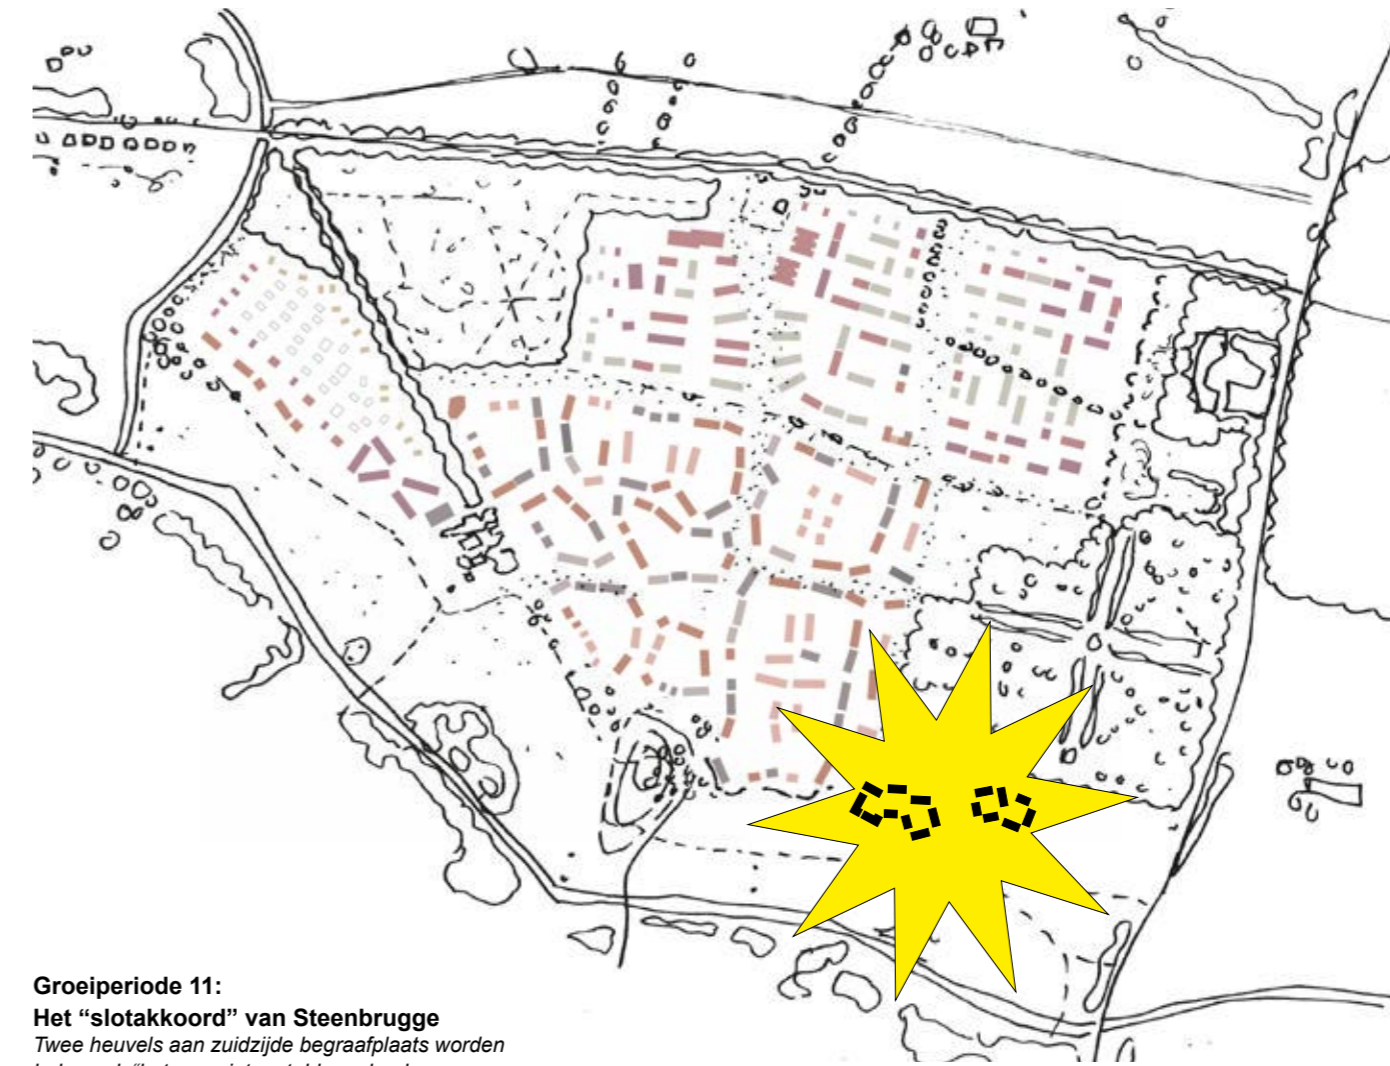 Groeiperiode 11:
Het “slotakkoord” van Steenbrugge
Twee heuvels aan zuidzijde begraafplaats worden